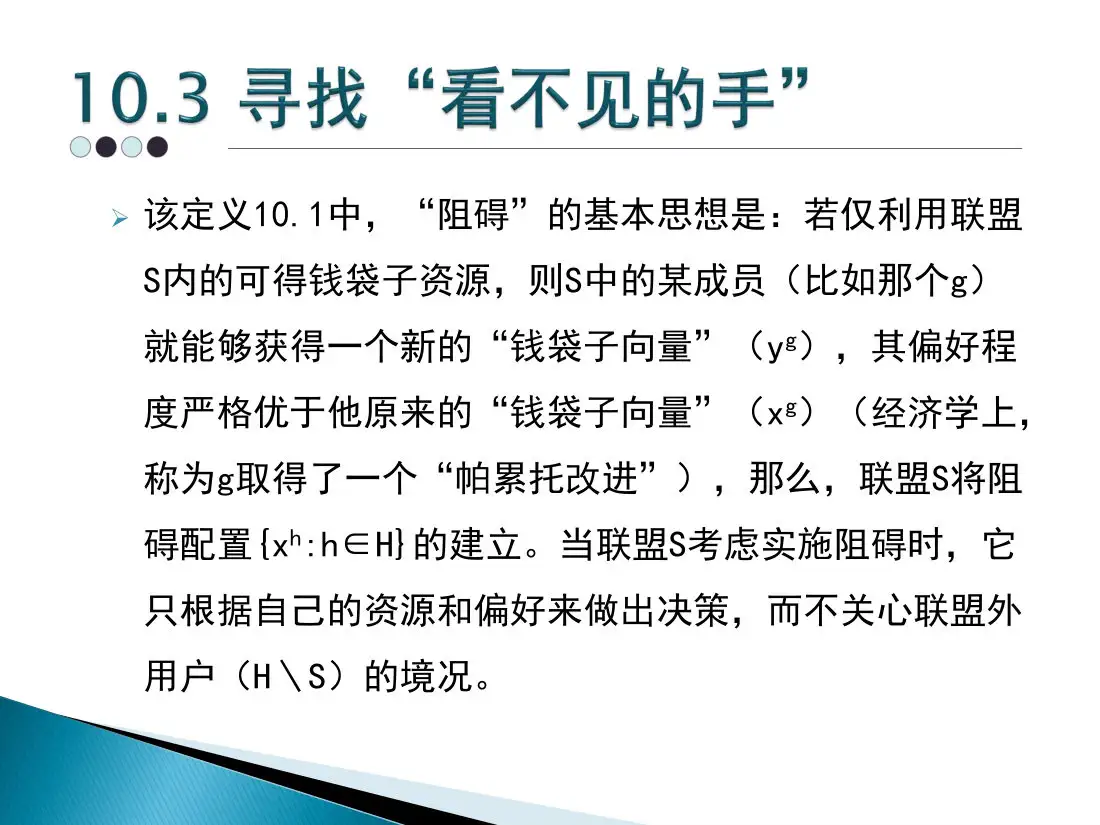 10.3 寻找“看不见的手”
该定义10.1中，“阻碍”的基本思想是：若仅利用联盟
S内的可得钱袋子资源，则S中的某成员（比如那个g）
就能够获得一个新的“钱袋子向量”（yᵍ），其偏好程
度严格优于他原来的“钱袋子向量”（xᵍ）（经济学上，
称为g取得了一个“帕累托改进”），那么，联盟S将阻
碍配置{xʰ:h∈H}的建立。当联盟S考虑实施阻碍时，它
只根据自己的资源和偏好来做出决策，而不关心联盟外
用户（H＼S）的境况。